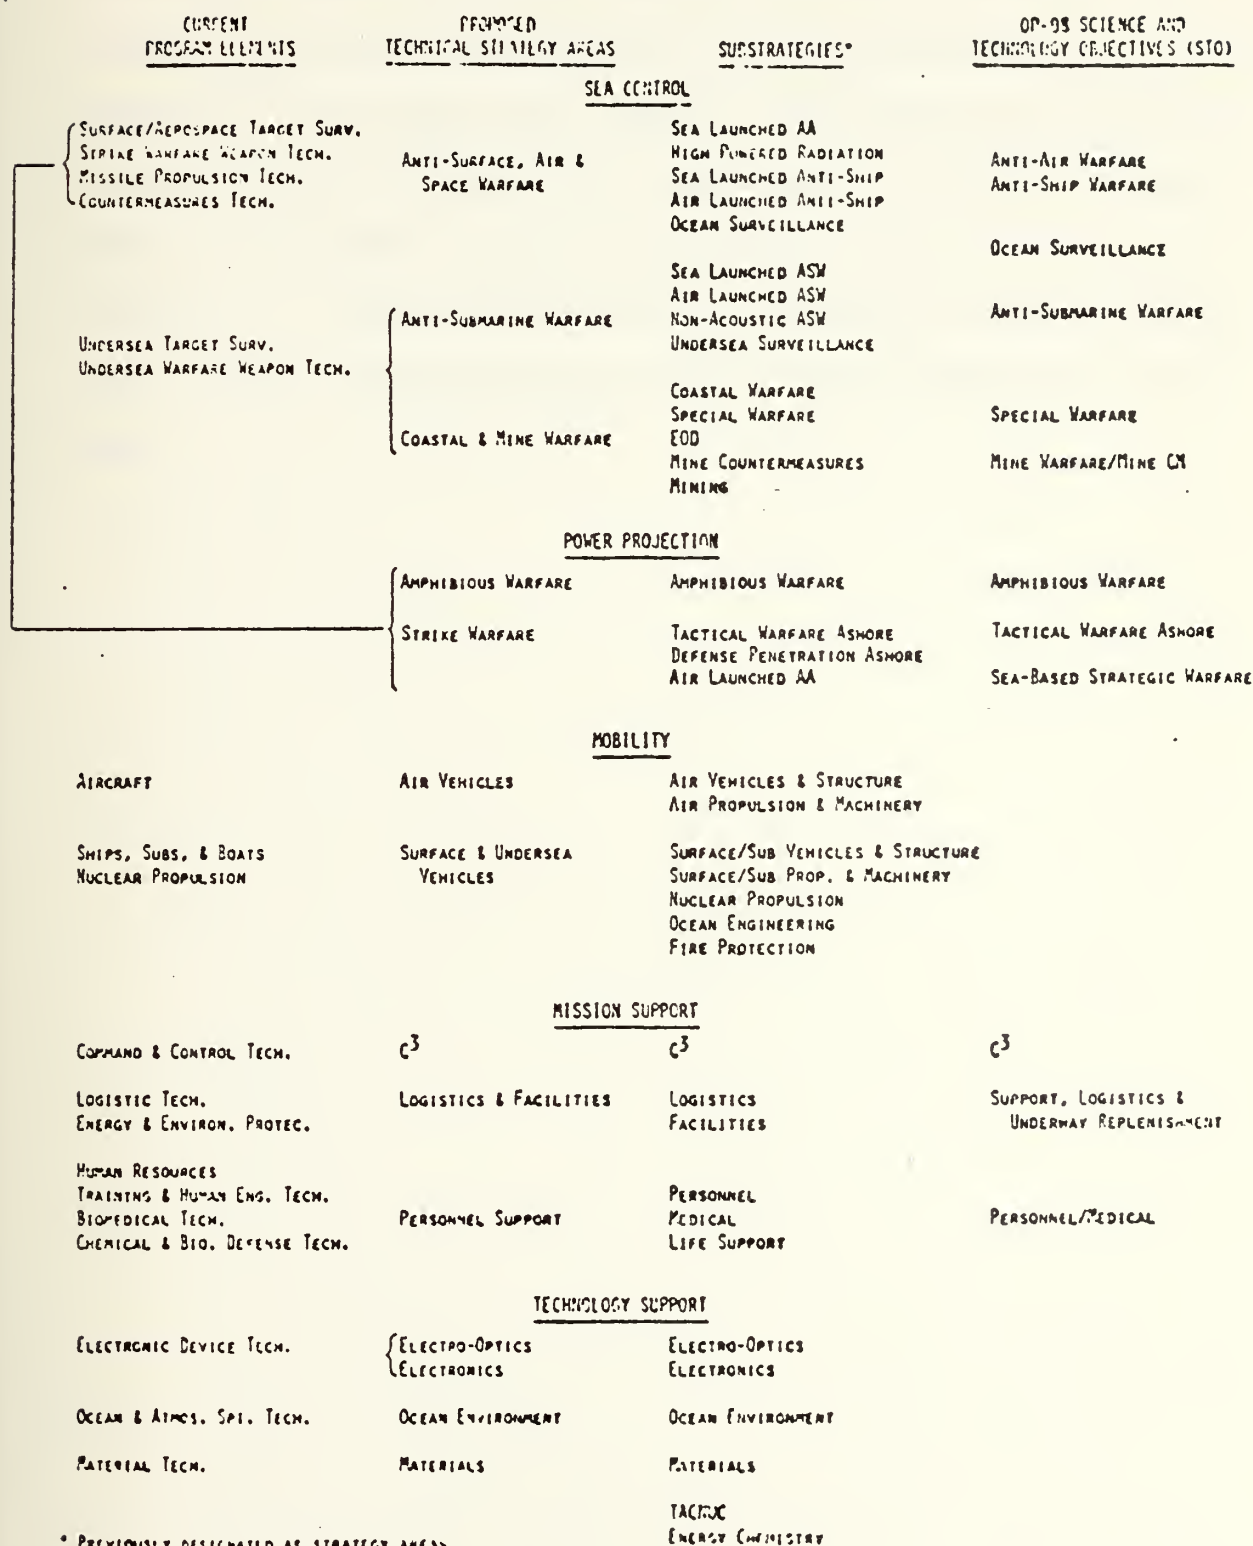 CURRENT PROPOSED OP-98 SCIENCE AND
PROGRAM ELEMENTS TECHNICAL STRATEGY AREAS SUBSTRATEGIES* TECHNOLOGY OBJECTIVES (STO)
SEA CONTROL
SURFACE/AEROSPACE TARGET SURV. SEA LAUNCHED AA
STRIKE WARFARE WEAPON TECH. ANTI-SURFACE, AIR & HIGH POWERED RADIATION ANTI-AIR WARFARE
MISSILE PROPULSION TECH. SPACE WARFARE SEA LAUNCHED ANTI-SHIP ANTI-SHIP WARFARE
COUNTERMEASURES TECH. AIR LAUNCHED ANTI-SHIP
OCEAN SURVEILLANCE
OCEAN SURVEILLANCE
SEA LAUNCHED ASW
AIR LAUNCHED ASW
ANTI-SUBMARINE WARFARE NON-ACOUSTIC ASW ANTI-SUBMARINE WARFARE
UNDERSEA TARGET SURV. UNDERSEA SURVEILLANCE
UNDERSEA WARFARE WEAPON TECH.
COASTAL WARFARE
SPECIAL WARFARE SPECIAL WARFARE
COASTAL & MINE WARFARE EOD
MINE COUNTERMEASURES MINE WARFARE/MINE CM
MINING
POWER PROJECTION
AMPHIBIOUS WARFARE AMPHIBIOUS WARFARE AMPHIBIOUS WARFARE
STRIKE WARFARE TACTICAL WARFARE ASHORE TACTICAL WARFARE ASHORE
DEFENSE PENETRATION ASHORE
AIR LAUNCHED AA SEA-BASED STRATEGIC WARFARE
MOBILITY
AIRCRAFT AIR VEHICLES AIR VEHICLES & STRUCTURE
AIR PROPULSION & MACHINERY
SHIPS, SUBS, & BOATS SURFACE & UNDERSEA SURFACE/SUB VEHICLES & STRUCTURE
NUCLEAR PROPULSION VEHICLES SURFACE/SUB PROP. & MACHINERY
NUCLEAR PROPULSION
OCEAN ENGINEERING
FIRE PROTECTION
MISSION SUPPORT
COMMAND & CONTROL TECH. C³ C³ C³
LOGISTIC TECH. LOGISTICS & FACILITIES LOGISTICS SUPPORT, LOGISTICS &
ENERGY & ENVIRON. PROTEC. FACILITIES UNDERWAY REPLENISHMENT
HUMAN RESOURCES
TRAINING & HUMAN ENG. TECH. PERSONNEL
BIOMEDICAL TECH. PERSONNEL SUPPORT MEDICAL PERSONNEL/MEDICAL
CHEMICAL & BIO. DEFENSE TECH. LIFE SUPPORT
TECHNOLOGY SUPPORT
ELECTRONIC DEVICE TECH. ELECTRO-OPTICS ELECTRO-OPTICS
ELECTRONICS ELECTRONICS
OCEAN & ATMOS. TECH. OCEAN ENVIRONMENT OCEAN ENVIRONMENT
MATERIAL TECH. MATERIALS MATERIALS
ENERGY CHEMISTRY
* PREVIOUSLY DESIGNATED AS STRATEGY AREAS